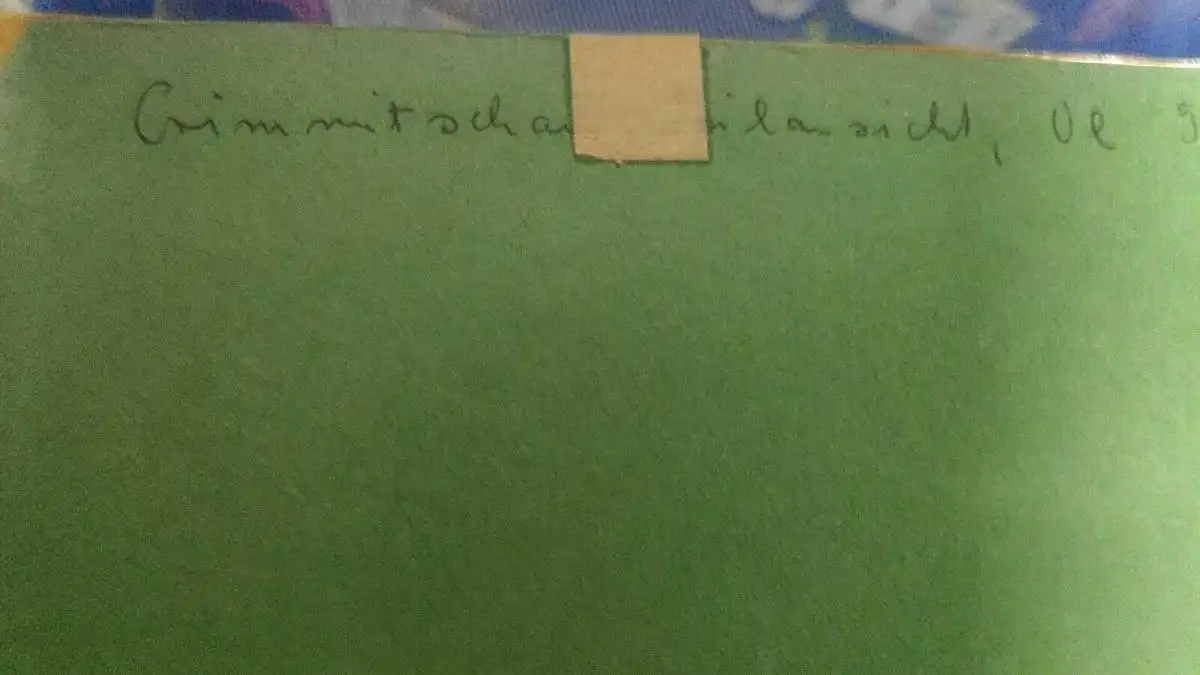 Crimmitscha ilansicht, Öl